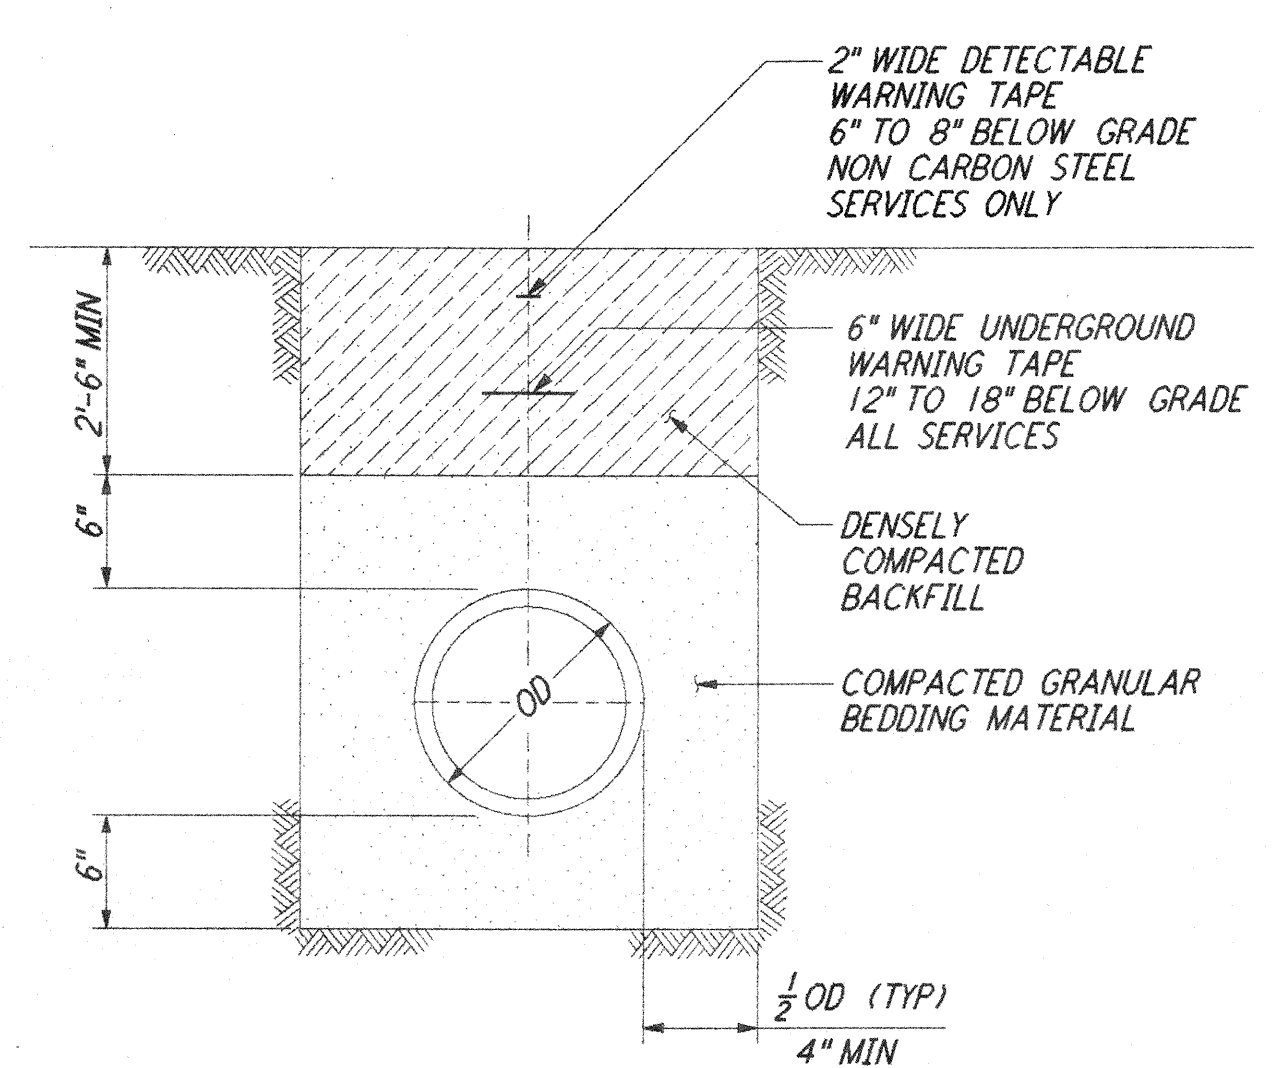 2" WIDE DETECTABLE
WARNING TAPE
6" TO 8" BELOW GRADE
NON CARBON STEEL
SERVICES ONLY
2'-6" MIN
6" WIDE UNDERGROUND
WARNING TAPE
12" TO 18" BELOW GRADE
ALL SERVICES
6"
DENSELY
COMPACTED
BACKFILL
OD
COMPACTED GRANULAR
BEDDING MATERIAL
6"
1/2 OD (TYP)
4" MIN